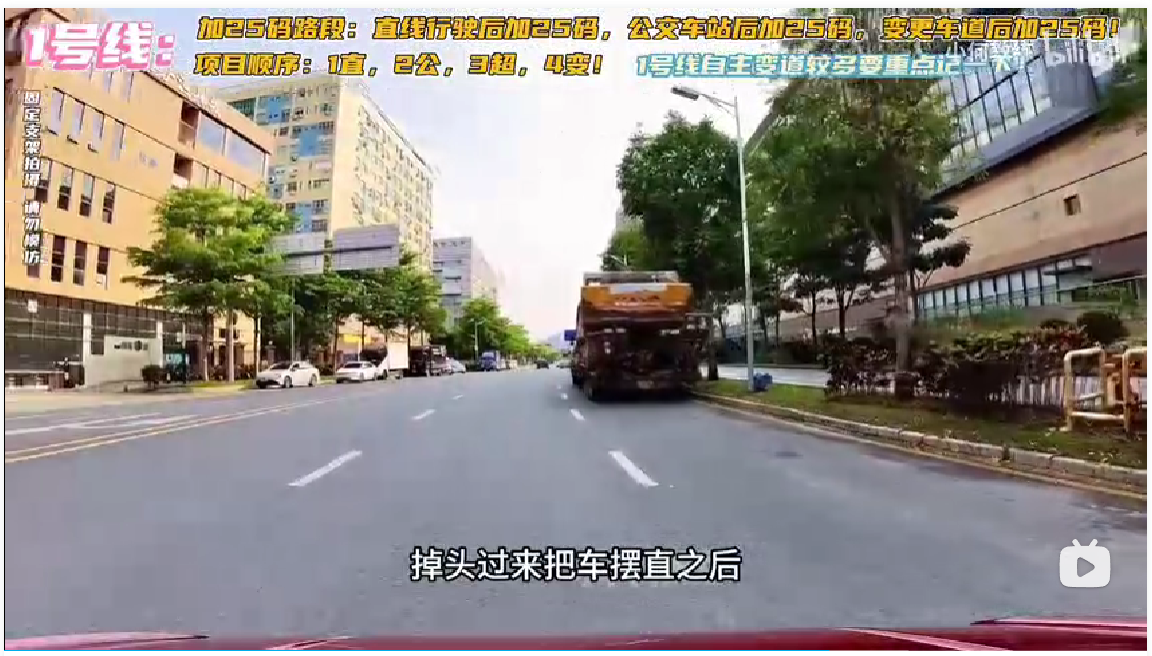 1号线:
加25码路段：直线行驶后加25码，公交车站后加25码，变更车道后加25码！
项目顺序：1直，2公，3超，4变！
1号线自主变道较多要重点记一下
固定支架拍摄 请勿模仿
掉头过来把车摆直之后